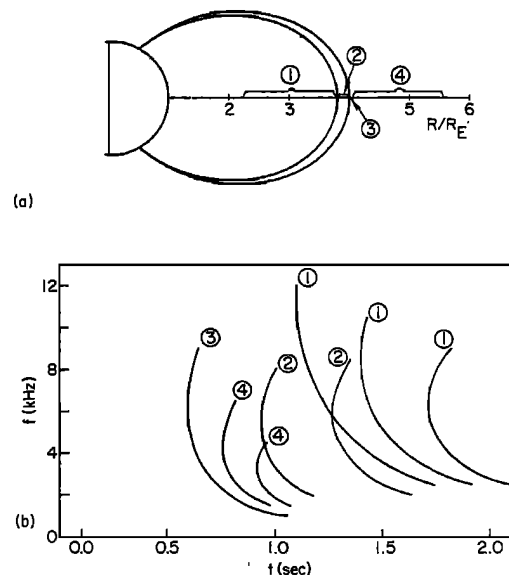 ① ② ④
2 3 4 5 6
③ R/RE
(a)
12
8
4
0
f (kHz)
① ① ①
③ ④ ② ②
④
(b)
0.0 0.5 1.0 1.5 2.0
t (sec)